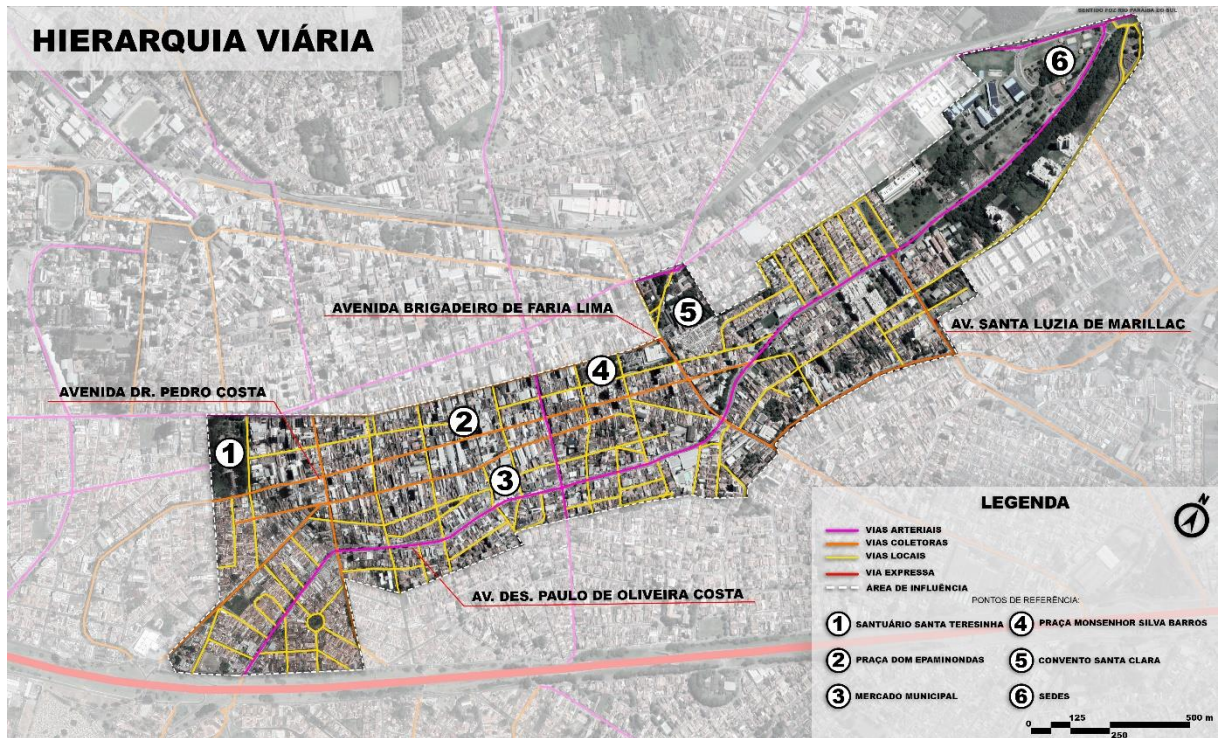 HIERARQUIA VIÁRIA
SENTIDO FOZ RIO PARAÍBA DO SUL
6
5
AVENIDA BRIGADEIRO DE FARIA LIMA
AV. SANTA LUZIA DE MARILLAC
4
AVENIDA DR. PEDRO COSTA
2
1
3
AV. DES. PAULO DE OLIVEIRA COSTA
LEGENDA
N
VIAS ARTERIAIS
VIAS COLETORAS
VIAS LOCAIS
VIA EXPRESSA
ÁREA DE INFLUÊNCIA
PONTOS DE REFERÊNCIA:
1 SANTUÁRIO SANTA TERESINHA
4 PRAÇA MONSENHOR SILVA BARROS
2 PRAÇA DOM EPAMINONDAS
5 CONVENTO SANTA CLARA
3 MERCADO MUNICIPAL
6 SEDES
0 125 500 m
250